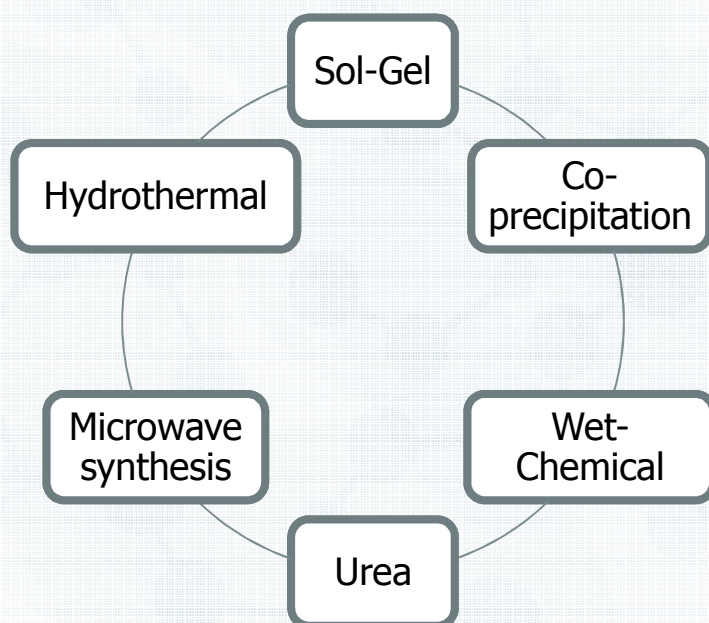 Sol-Gel
Co-
precipitation
Wet-
Chemical
Urea
Microwave
synthesis
Hydrothermal